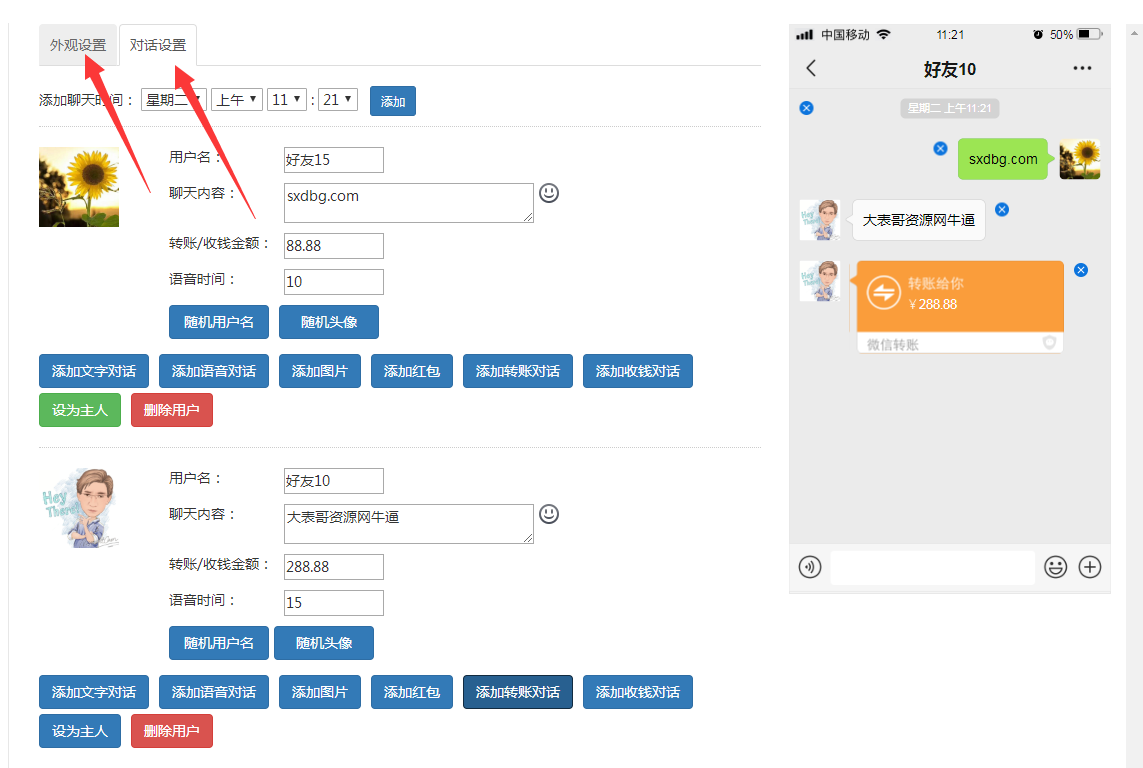 外观设置 对话设置
添加聊天时间： 星期二 上午 11 : 21 添加
用户名： 好友15
聊天内容： sxdbg.com
转账/收钱金额： 88.88
语音时间： 10
随机用户名 随机头像
添加文字对话 添加语音对话 添加图片 添加红包 添加转账对话 添加收钱对话
设为主人 删除用户
Hey There!
用户名： 好友10
聊天内容： 大表哥资源网牛逼
转账/收钱金额： 288.88
语音时间： 15
随机用户名 随机头像
添加文字对话 添加语音对话 添加图片 添加红包 添加转账对话 添加收钱对话
设为主人 删除用户
中国移动 11:21 50%
好友10
星期二 上午11:21
sxdbg.com
大表哥资源网牛逼
转账给你
￥288.88
微信转账